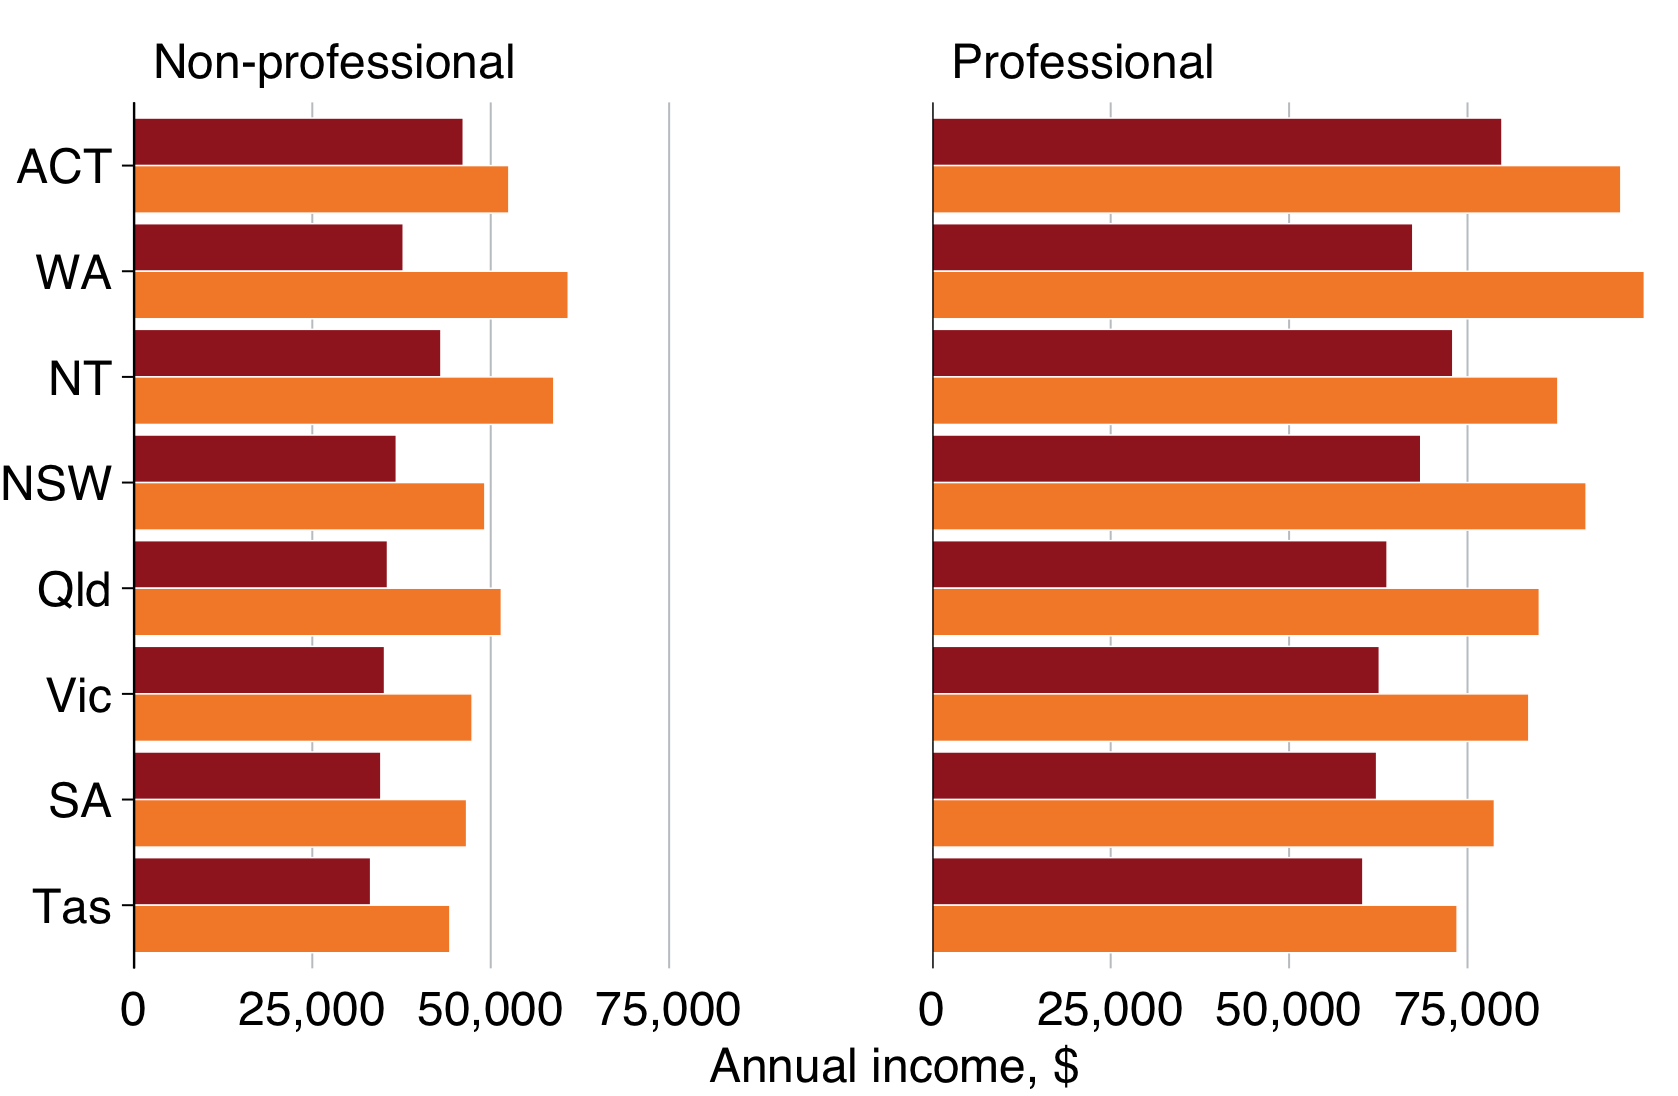 Non-professional
Professional
ACT
WA
NT
NSW
Qld
Vic
SA
Tas
0 25,000 50,000 75,000
0 25,000 50,000 75,000
Annual income, $